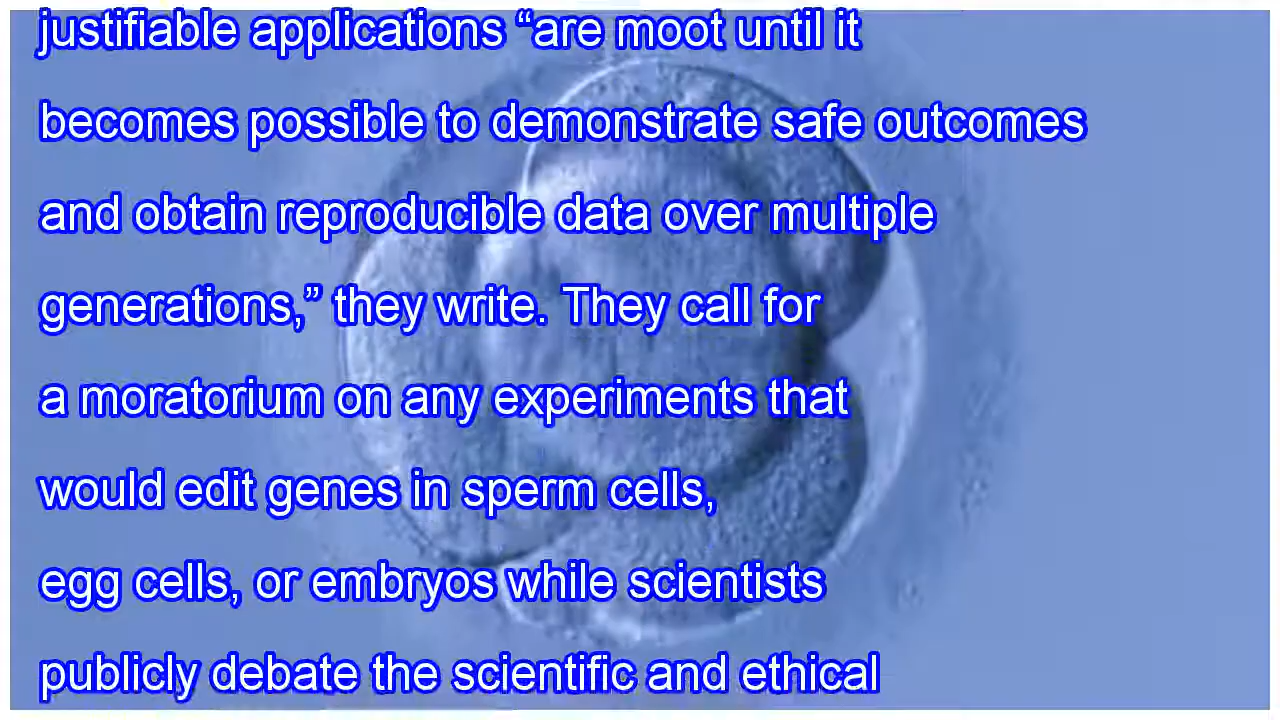 justifiable applications “are moot until it
becomes possible to demonstrate safe outcomes
and obtain reproducible data over multiple
generations,” they write. They call for
a moratorium on any experiments that
would edit genes in sperm cells,
egg cells, or embryos while scientists
publicly debate the scientific and ethical